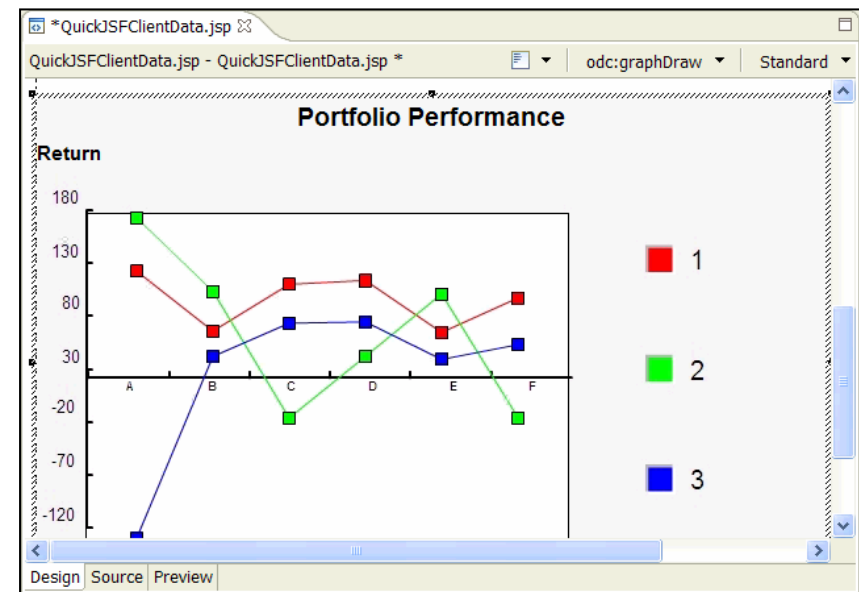 *QuickJSFClientData.jsp
QuickJSFClientData.jsp - QuickJSFClientData.jsp *
odc:graphDraw
Standard
Portfolio Performance
Return
180
130
80
30
-20
-70
-120
A B C D E F
1
2
3
Design Source Preview